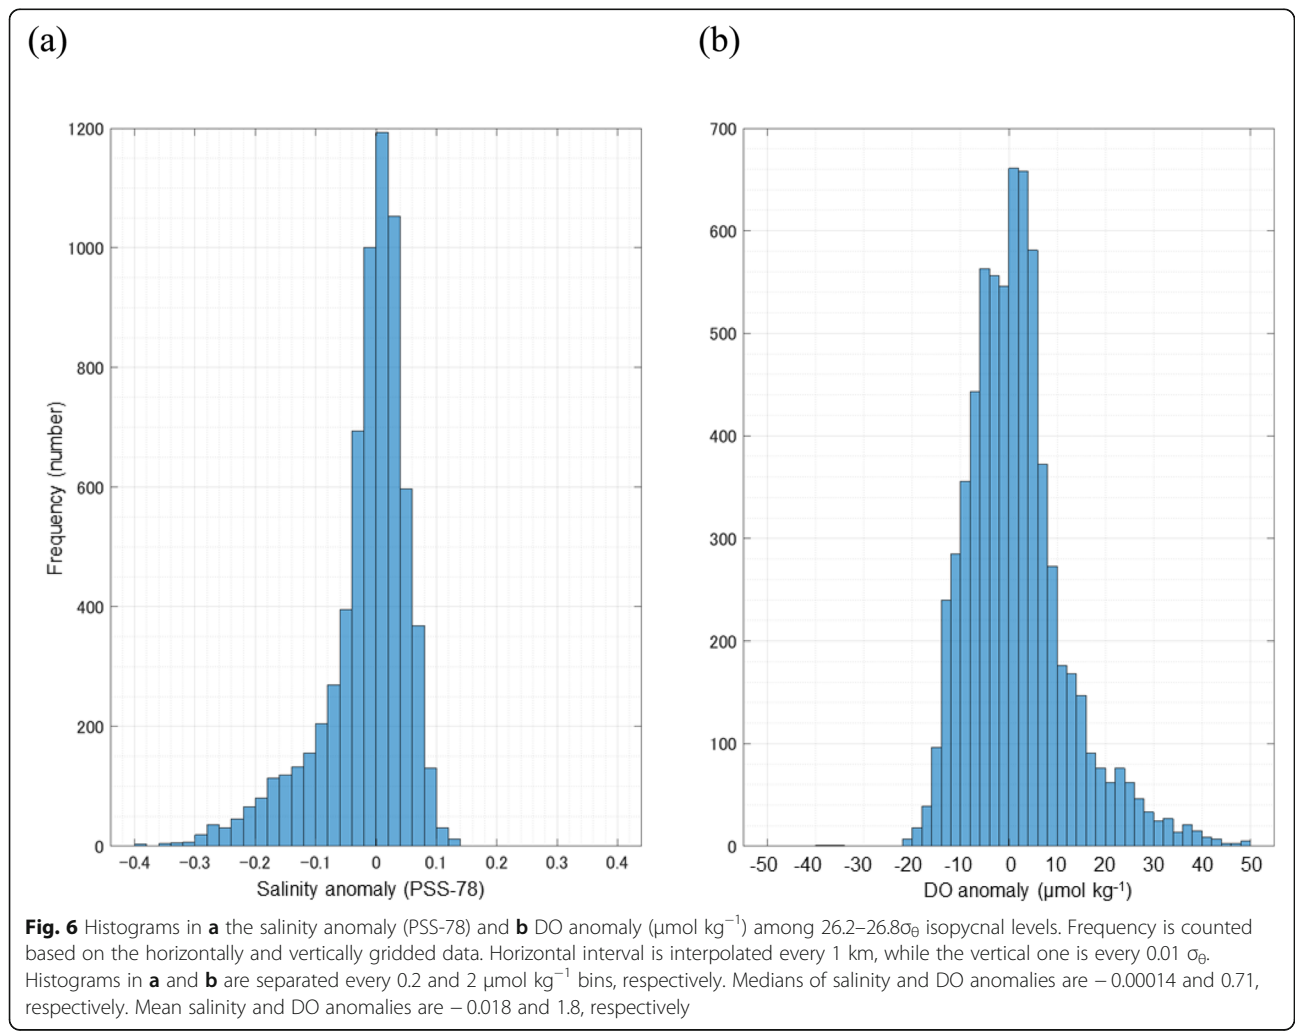 (a)
(b)
1200
1000
800
600
400
200
0
Frequency (number)
−0.4 −0.3 −0.2 −0.1 0 0.1 0.2 0.3 0.4
Salinity anomaly (PSS-78)
700
600
500
400
300
200
100
0
-50 -40 -30 -20 -10 0 10 20 30 40 50
DO anomaly (μmol kg⁻¹)
Fig. 6 Histograms in a the salinity anomaly (PSS-78) and b DO anomaly (μmol kg⁻¹) among 26.2–26.8σθ isopycnal levels. Frequency is counted
based on the horizontally and vertically gridded data. Horizontal interval is interpolated every 1 km, while the vertical one is every 0.01 σθ.
Histograms in a and b are separated every 0.2 and 2 μmol kg⁻¹ bins, respectively. Medians of salinity and DO anomalies are − 0.00014 and 0.71,
respectively. Mean salinity and DO anomalies are − 0.018 and 1.8, respectively